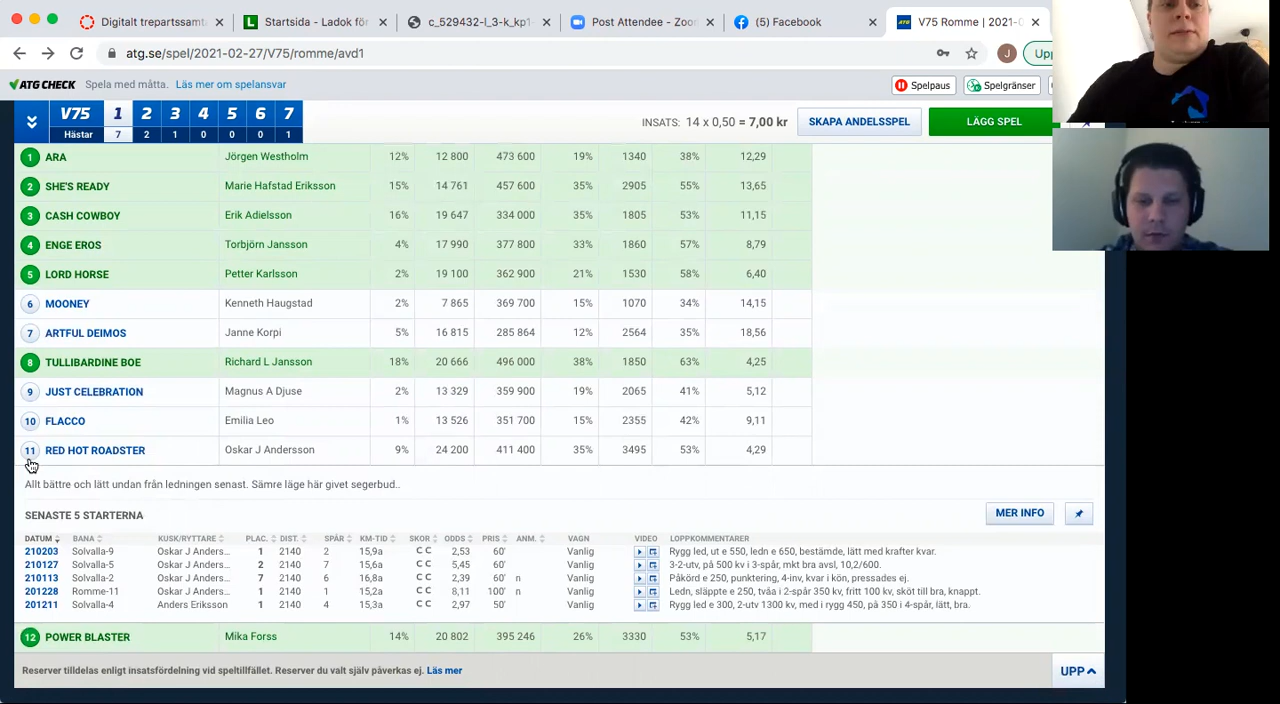 Digitalt trepartssamta
Startsida - Ladok för
c_529432-l_3-k_kp1-
Post Attendee - Zoom
(5) Facebook
V75 Romme | 2021-0
atg.se/spel/2021-02-27/V75/romme/avd1
J
Upp
ATG CHECK Spela med måtta. Läs mer om spelansvar
Spelpaus Spelgränser
V75 1 2 3 4 5 6 7
Hästar 7 2 1 0 0 0 1
INSATS: 14 x 0,50 = 7,00 kr SKAPA ANDELSSPEL LÄGG SPEL
1 ARA Jörgen Westholm 12% 12 800 473 600 19% 1340 38% 12,29
2 SHE'S READY Marie Hafstad Eriksson 15% 14 761 457 600 35% 2905 55% 13,65
3 CASH COWBOY Erik Adielsson 16% 19 647 334 000 35% 1805 53% 11,15
4 ENGE EROS Torbjörn Jansson 4% 17 990 377 800 33% 1860 57% 8,79
5 LORD HORSE Petter Karlsson 2% 19 100 362 900 21% 1530 58% 6,40
6 MOONEY Kenneth Haugstad 2% 7 865 369 700 15% 1070 34% 14,15
7 ARTFUL DEIMOS Janne Korpi 5% 16 815 285 864 12% 2564 35% 18,56
8 TULLIBARDINE BOE Richard L Jansson 18% 20 666 496 000 38% 1850 63% 4,25
9 JUST CELEBRATION Magnus A Djuse 2% 13 329 359 900 19% 2065 41% 5,12
10 FLACCO Emilia Leo 1% 13 526 351 700 15% 2355 42% 9,11
11 RED HOT ROADSTER Oskar J Andersson 9% 24 200 411 400 35% 3495 53% 4,29
Allt bättre och lätt undan från ledningen senast. Sämre läge här givet segerbud..
SENASTE 5 STARTERNA MER INFO
DATUM BANA KUSK/RYTTARE PLAC. DIST. SPÅR KM-TID SKOR ODDS PRIS ANM. VAGN VIDEO LOPPKOMMENTARER
210203 Solvalla-9 Oskar J Anders... 1 2140 2 15,9a C C 2,53 60' Vanlig Rygg led, ut e 550, ledn e 650, bestämde, lätt med krafter kvar.
210127 Solvalla-5 Oskar J Anders... 2 2140 7 15,6a C C 5,45 60' Vanlig 3-2-utv, på 500 kv i 3-spår, mkt bra avsl, 10,2/600.
210113 Solvalla-2 Oskar J Anders... 7 2140 6 16,8a C C 2,39 60' n Vanlig Påkörd e 250, punktering, 4-inv, kvar i kön, pressades ej.
201228 Romme-11 Oskar J Anders... 1 2140 1 15,2a C C 8,11 100' n Vanlig Ledn, släppte e 250, tvåa i 2-spår 350 kv, fritt 100 kv, sköt till bra, knappt.
201211 Solvalla-4 Anders Eriksson 1 2140 4 15,3a C C 2,97 50' Vanlig Rygg led e 300, 2-utv 1300 kv, med i rygg 450, på 350 i 4-spår, lätt, bra.
12 POWER BLASTER Mika Forss 14% 20 802 395 246 26% 3330 53% 5,17
Reserver tilldelas enligt insatsfördelning vid speltillfället. Reserver du valt själv påverkas ej. Läs mer
UPP